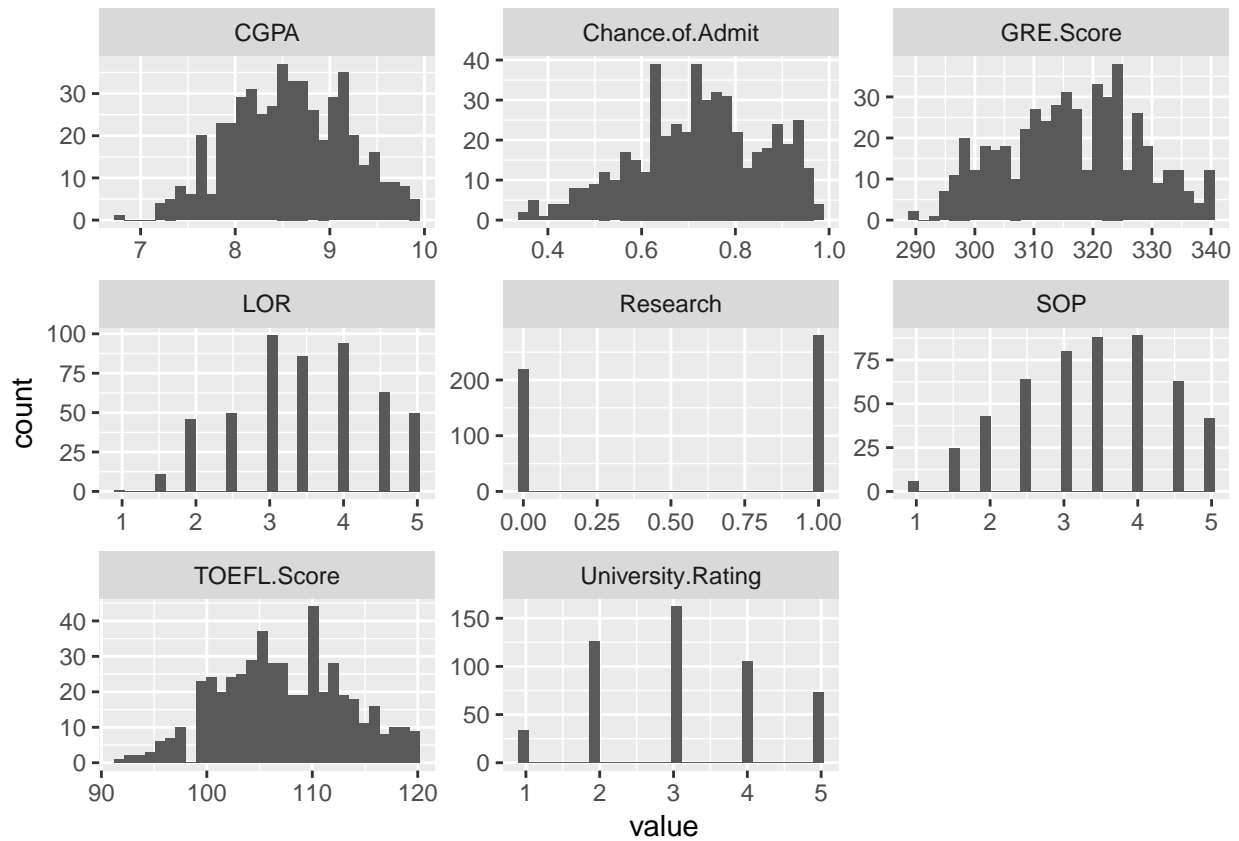 CGPA
Chance.of.Admit
GRE.Score
30
20
10
0
7 8 9 10
40
30
20
10
0
0.4 0.6 0.8 1.0
30
20
10
0
290 300 310 320 330 340
LOR
Research
SOP
100
75
50
25
0
1 2 3 4 5
200
100
0
0.00 0.25 0.50 0.75 1.00
75
50
25
0
1 2 3 4 5
TOEFL.Score
University.Rating
40
30
20
10
0
90 100 110 120
150
100
50
0
1 2 3 4 5
count
value